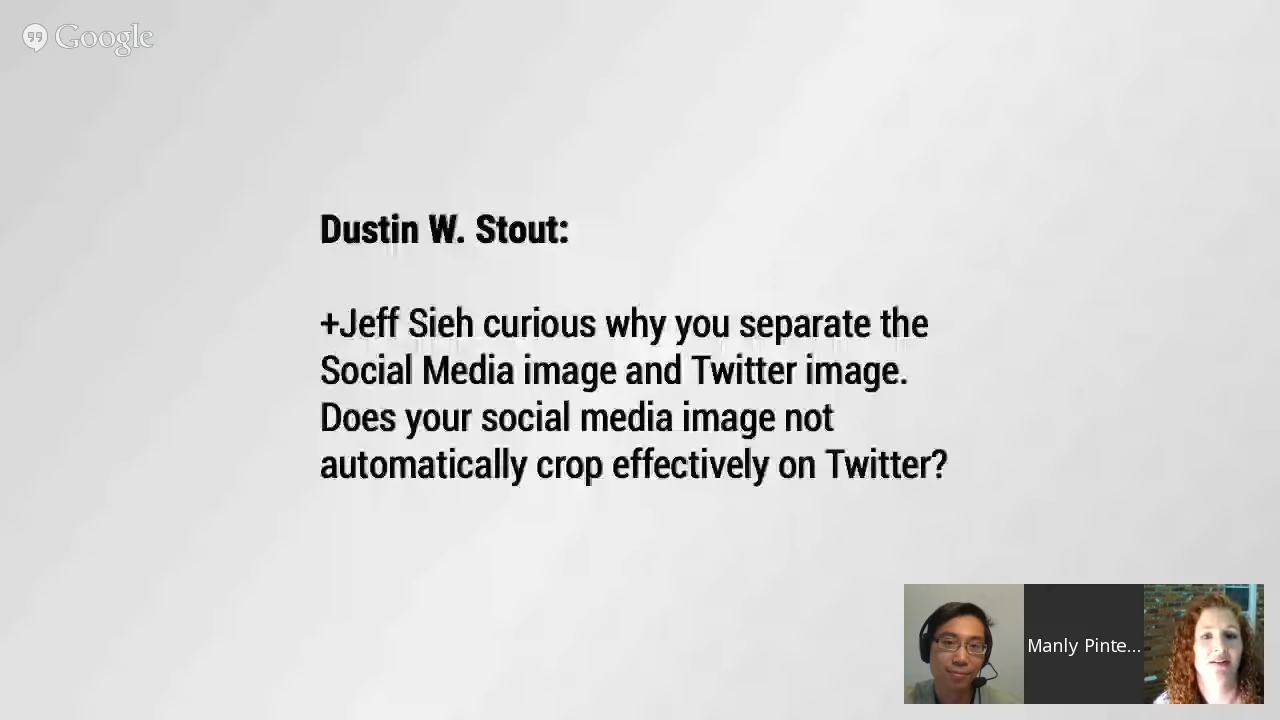 Google
Dustin W. Stout:
+Jeff Sieh curious why you separate the
Social Media image and Twitter image.
Does your social media image not
automatically crop effectively on Twitter?
Manly Pinte...